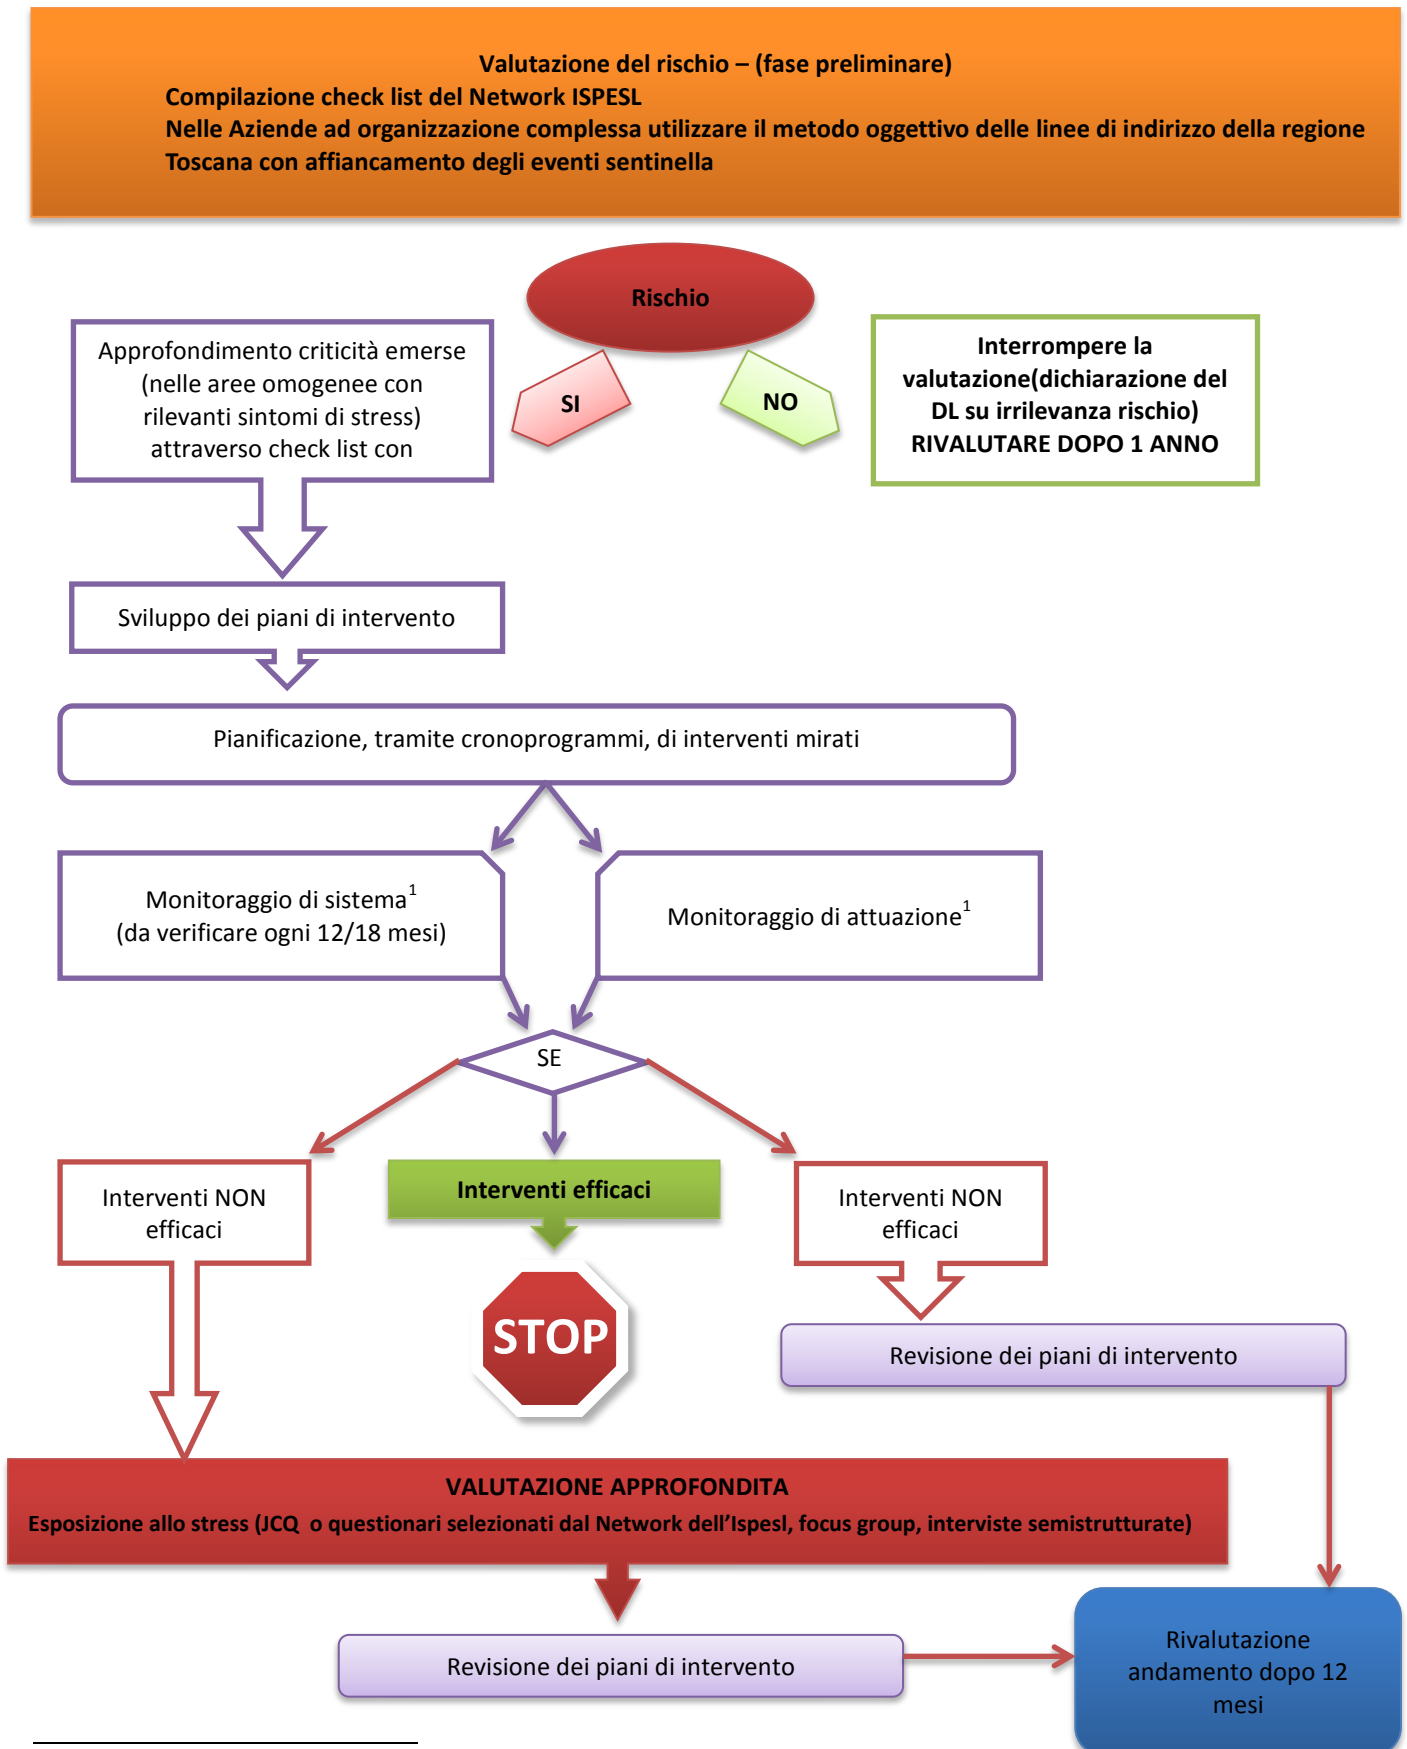 Valutazione del rischio – (fase preliminare)
Compilazione check list del Network ISPESL
Nelle Aziende ad organizzazione complessa utilizzare il metodo oggettivo delle linee di indirizzo della regione
Toscana con affiancamento degli eventi sentinella
Rischio
SI
NO
Approfondimento criticità emerse
(nelle aree omogenee con
rilevanti sintomi di stress)
attraverso check list con
Interrompere la
valutazione(dichiarazione del
DL su irrilevanza rischio)
RIVALUTARE DOPO 1 ANNO
Sviluppo dei piani di intervento
Pianificazione, tramite cronoprogrammi, di interventi mirati
Monitoraggio di sistema1
(da verificare ogni 12/18 mesi)
Monitoraggio di attuazione1
SE
Interventi NON
efficaci
Interventi efficaci
Interventi NON
efficaci
STOP
Revisione dei piani di intervento
VALUTAZIONE APPROFONDITA
Esposizione allo stress (JCQ o questionari selezionati dal Network dell’Ispesl, focus group, interviste semistrutturate)
Revisione dei piani di intervento
Rivalutazione
andamento dopo 12
mesi